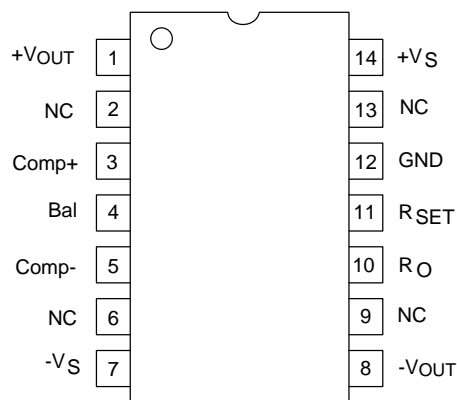 +VOUT 1 14 +VS
NC 2 13 NC
Comp+ 3 12 GND
Bal 4 11 RSET
Comp- 5 10 RO
NC 6 9 NC
-VS 7 8 -VOUT